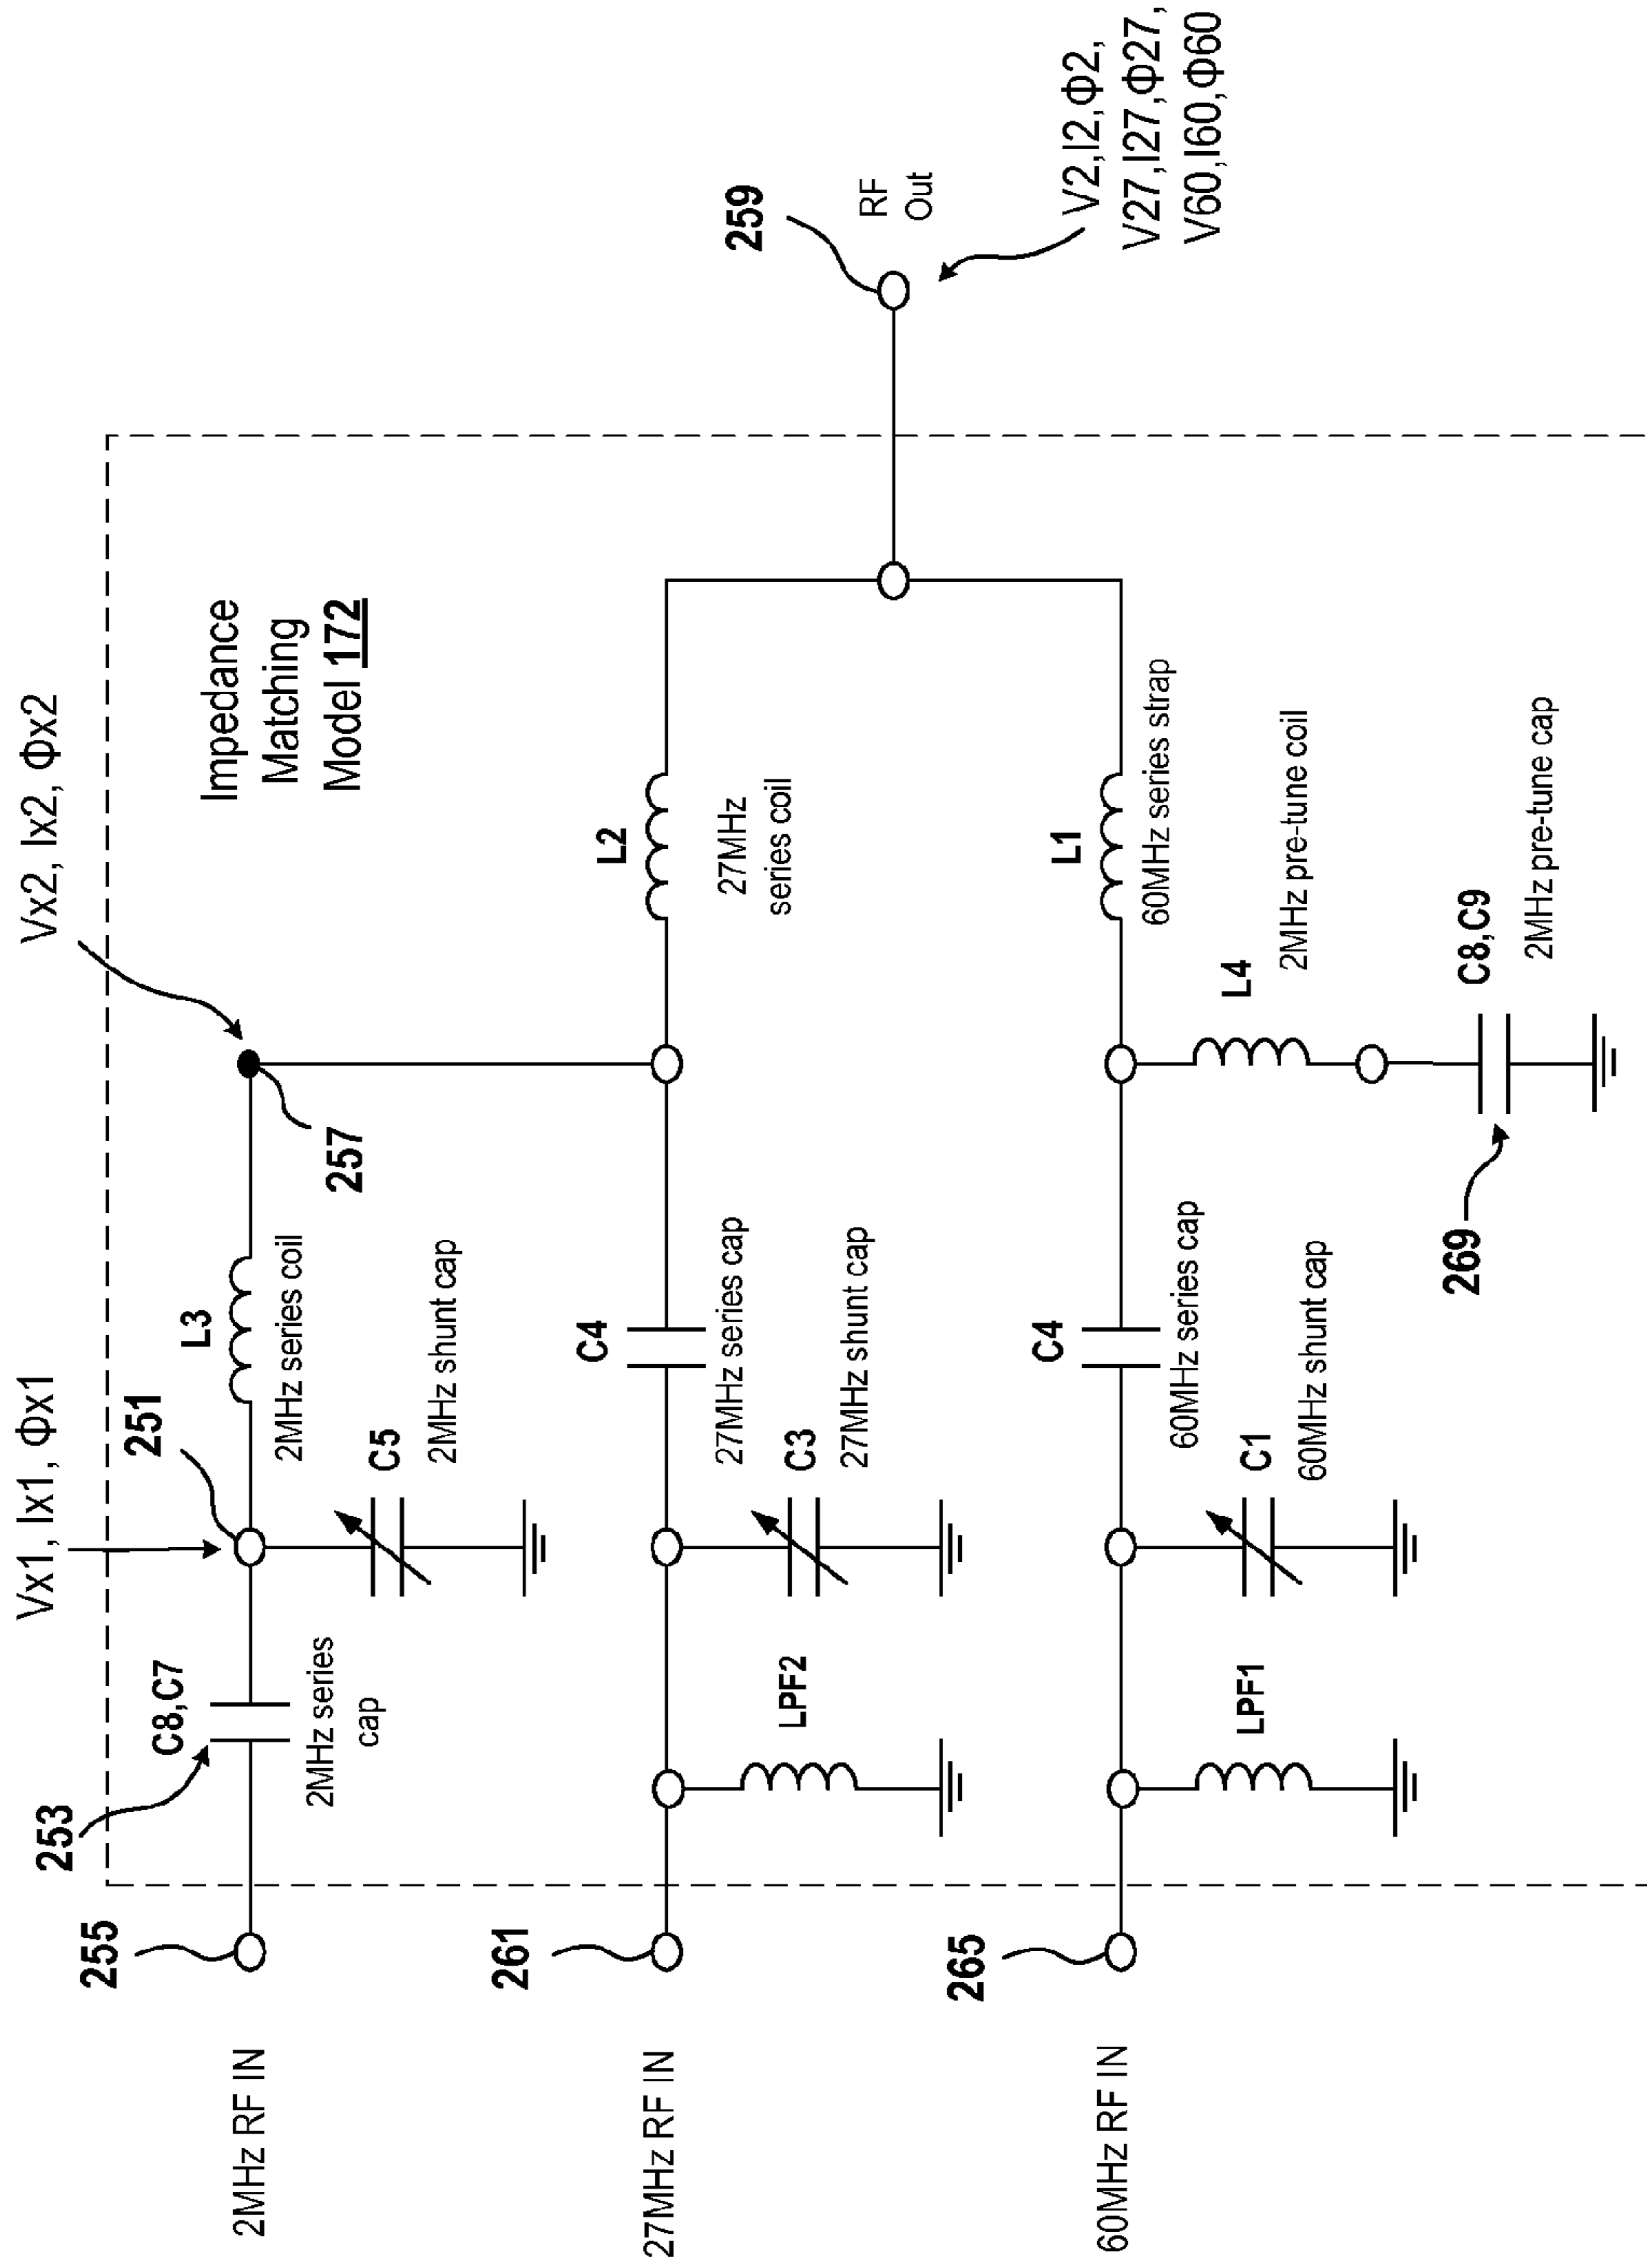 Vx1, Ix1, Φx1
Vx2, Ix2, Φx2
253
251
Impedance
Matching
Model 172
255
C8,C7
2MHz series
cap
L3
2MHz series coil
257
C5
2MHz shunt cap
2MHz RF IN
261
LPF2
C3
27MHz shunt cap
C4
27MHz series cap
L2
27MHz
series coil
27MHz RF IN
259
RF
Out
V2,I2,Φ2,
V27,I27,Φ27,
V60,I60,Φ60
265
LPF1
C1
60MHz shunt cap
C4
60MHz series cap
L1
60MHz series strap
L4
2MHz pre-tune coil
60MHz RF IN
269
C8,C9
2MHz pre-tune cap